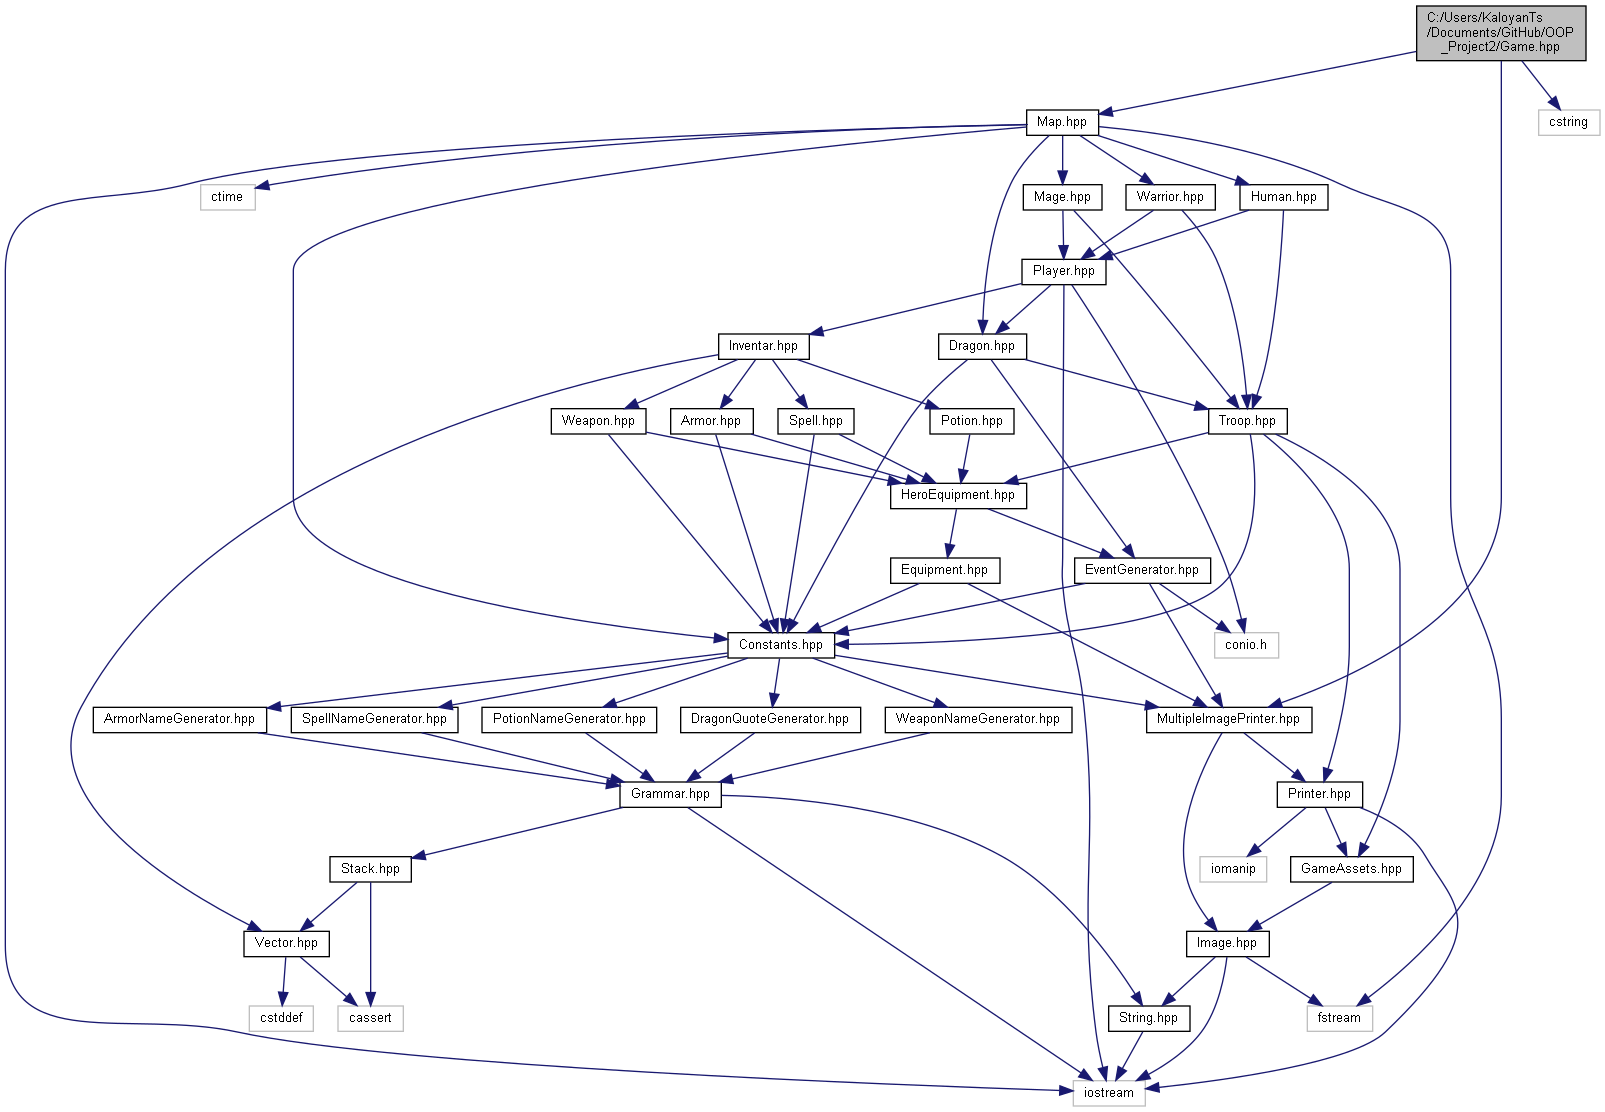 C:/Users/KaloyanTs
/Documents/GitHub/OOP
_Project2/Game.hpp
Map.hpp
cstring
ctime
Mage.hpp
Warrior.hpp
Human.hpp
Player.hpp
Inventar.hpp
Dragon.hpp
Weapon.hpp
Armor.hpp
Spell.hpp
Potion.hpp
Troop.hpp
HeroEquipment.hpp
Equipment.hpp
EventGenerator.hpp
Constants.hpp
conio.h
ArmorNameGenerator.hpp
SpellNameGenerator.hpp
PotionNameGenerator.hpp
DragonQuoteGenerator.hpp
WeaponNameGenerator.hpp
MultipleImagePrinter.hpp
Grammar.hpp
Printer.hpp
Stack.hpp
iomanip
GameAssets.hpp
Vector.hpp
Image.hpp
cstddef
cassert
String.hpp
fstream
iostream